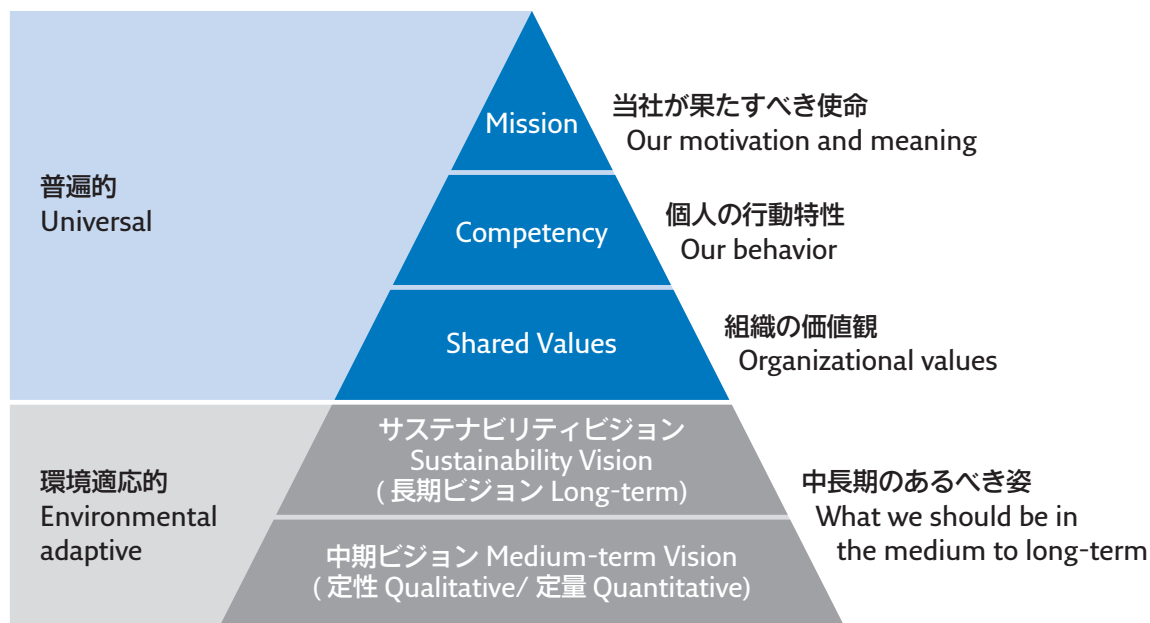 普遍的
Universal
Mission
当社が果たすべき使命
Our motivation and meaning
Competency
個人の行動特性
Our behavior
Shared Values
組織の価値観
Organizational values
環境適応的
Environmental
adaptive
サステナビリティビジョン
Sustainability Vision
( 長期ビジョン Long-term)
中期ビジョン Medium-term Vision
( 定性 Qualitative/ 定量 Quantitative)
中長期のあるべき姿
What we should be in
the medium to long-term